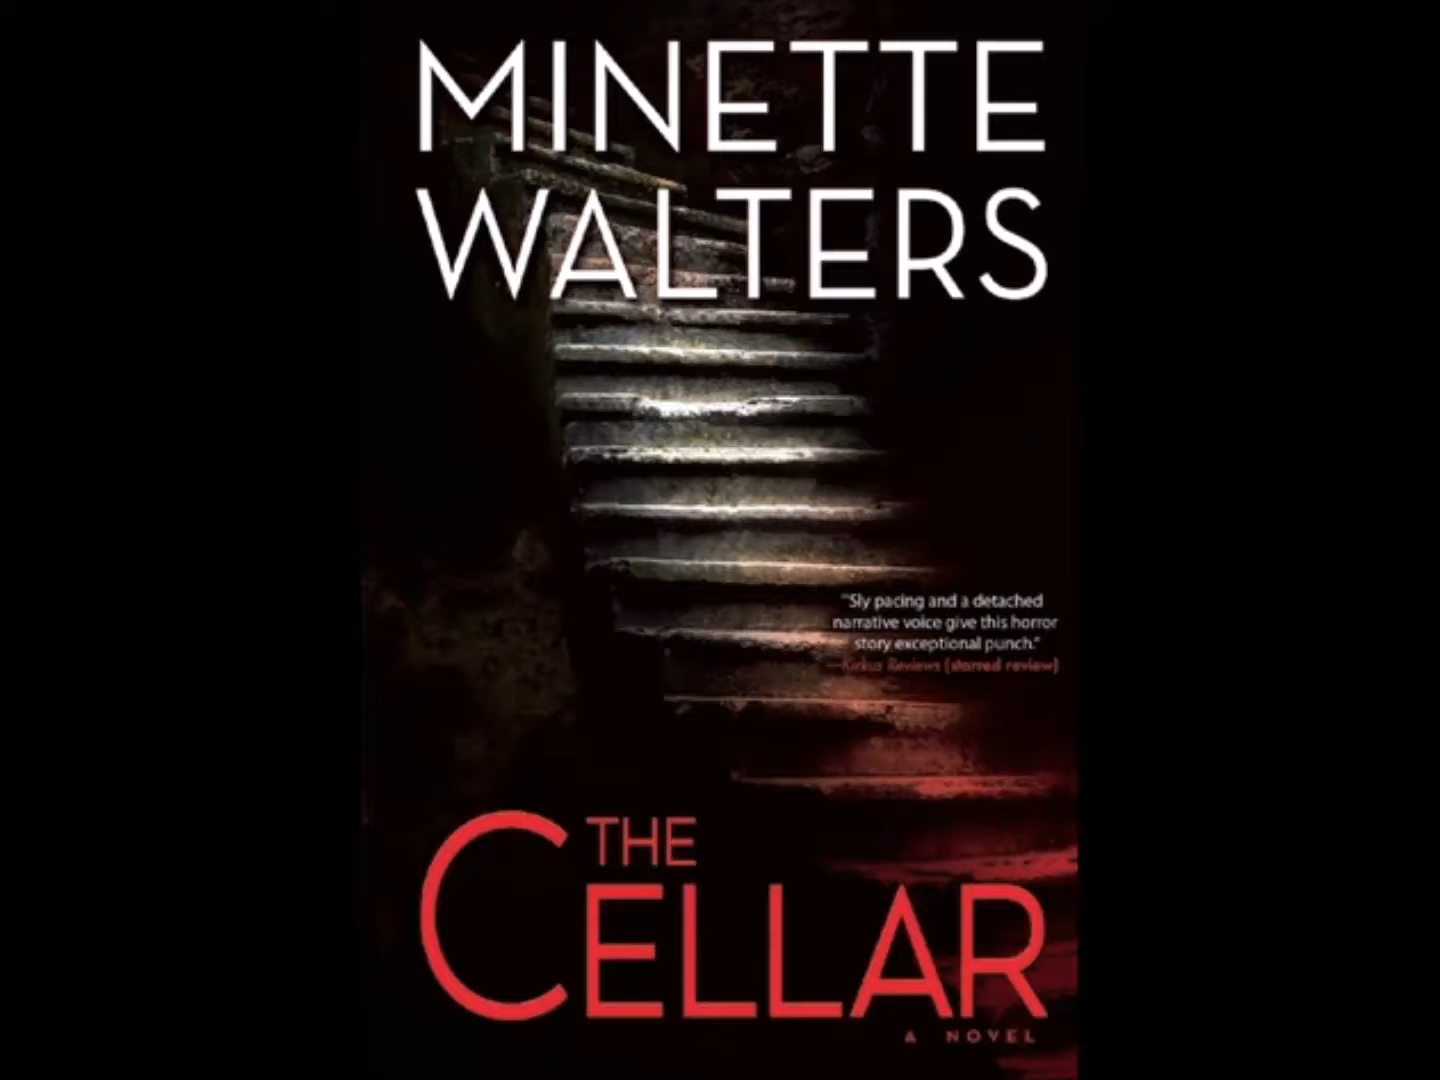 MINETTE
WALTERS
"Sly pacing and a detached
narrative voice give this horror
story exceptional punch."
—Kirkus Reviews (starred review)
THE
CELLAR
A NOVEL